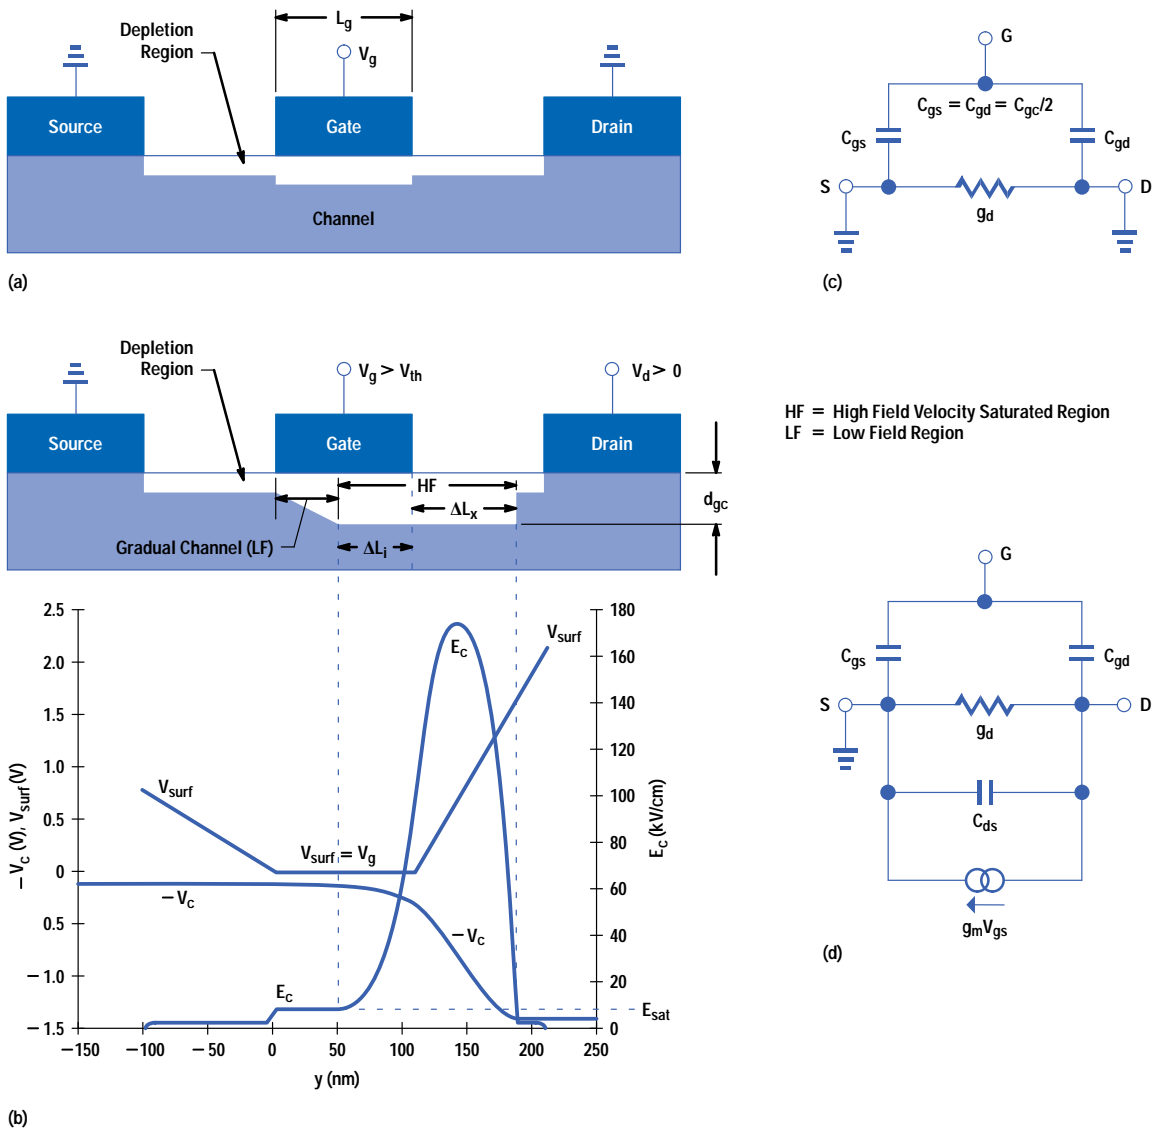 Depletion
Region
L_g
V_g
Source
Gate
Drain
Channel
(a)
G
C_gs = C_gd = C_gc/2
C_gs
C_gd
S
D
g_d
(c)
Depletion
Region
V_g > V_th
V_d > 0
Source
Gate
Drain
HF
ΔL_x
d_gc
Gradual Channel (LF)
ΔL_i
HF = High Field Velocity Saturated Region
LF = Low Field Region
2.5
2.0
1.5
1.0
0.5
0
0.5
−1.0
−1.5
−V_C (V), V_surf (V)
180
160
140
120
100
80
60
40
20
0
E_C (kV/cm)
E_C
V_surf
V_surf
V_surf = V_g
−V_C
−V_C
E_C
E_sat
−150
−100
−50
0
50
100
150
200
250
y (nm)
(b)
G
C_gs
C_gd
S
D
g_d
C_ds
g_mV_gs
(d)